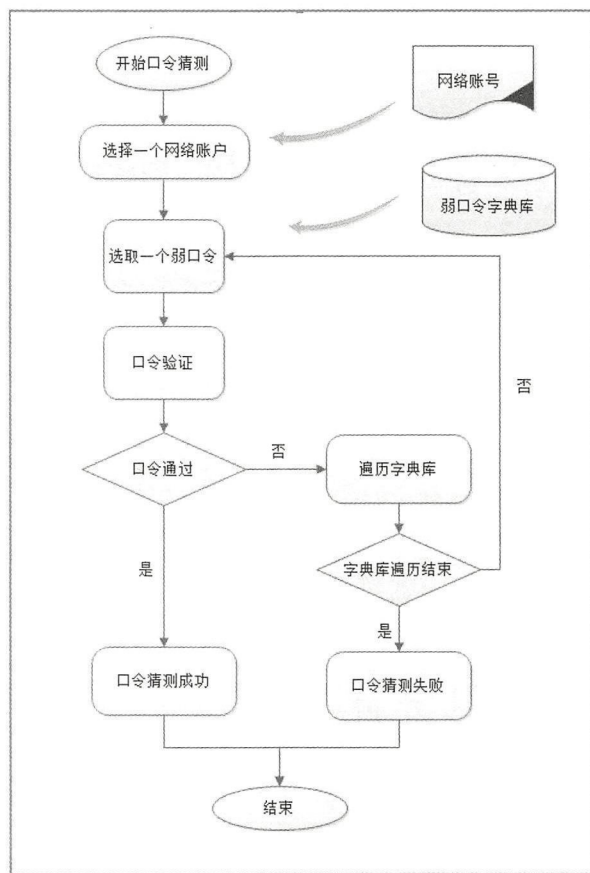 开始口令猜测
网络账号
选择一个网络账户
弱口令字典库
选取一个弱口令
口令验证
否
口令通过
否
遍历字典库
是
字典库遍历结束
是
口令猜测成功
口令猜测失败
结束